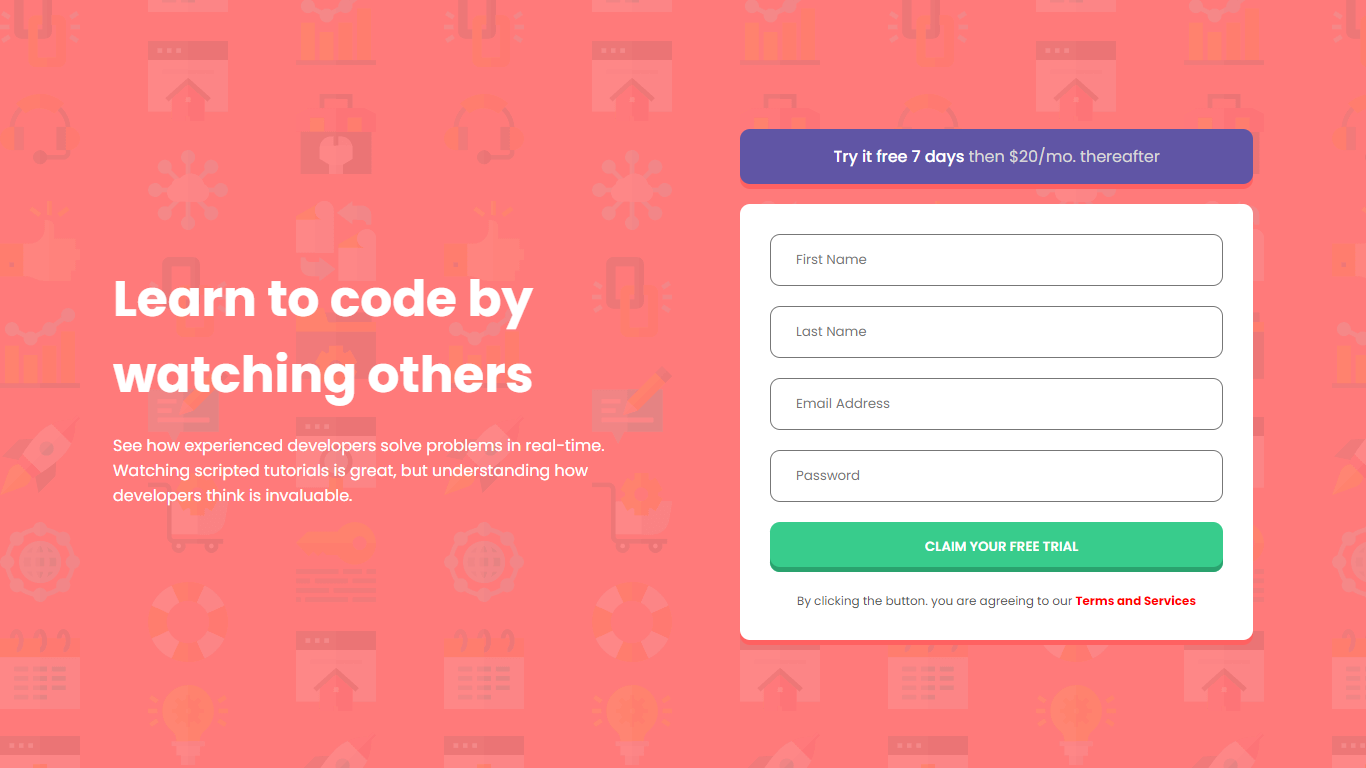 Learn to code by
watching others
See how experienced developers solve problems in real-time.
Watching scripted tutorials is great, but understanding how
developers think is invaluable.
Try it free 7 days then $20/mo. thereafter
First Name
Last Name
Email Address
Password
CLAIM YOUR FREE TRIAL
By clicking the button. you are agreeing to our Terms and Services